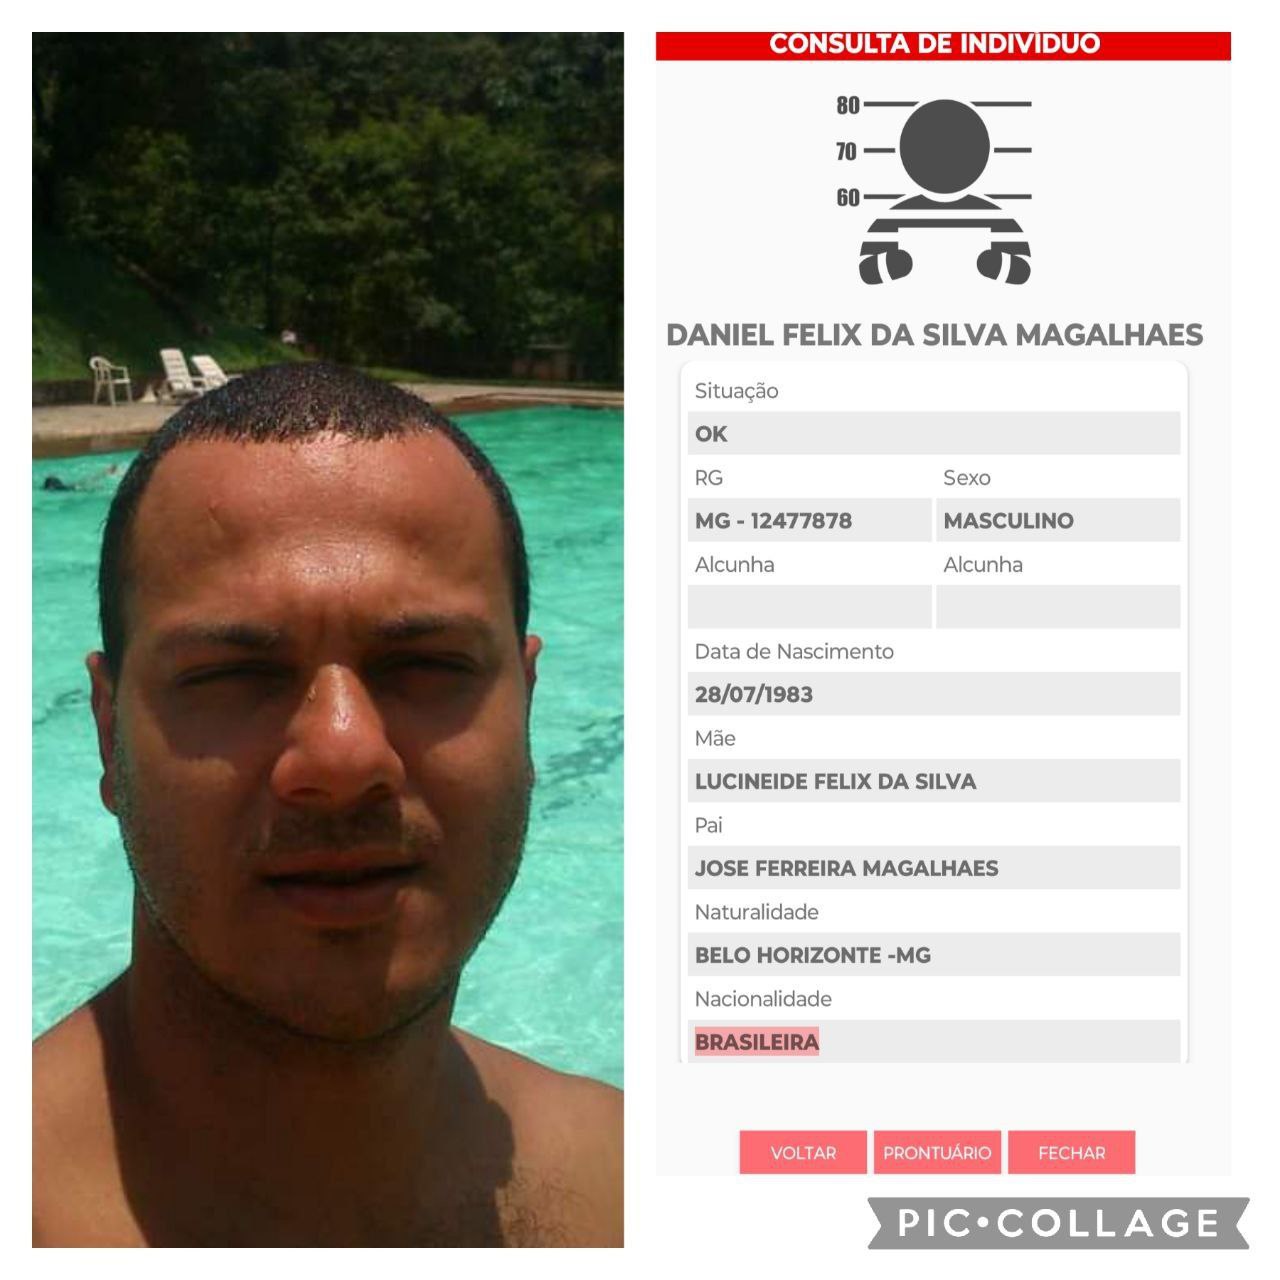 CONSULTA DE INDIVÍDUO
80
70
60
DANIEL FELIX DA SILVA MAGALHAES
Situação
OK
RG Sexo
MG - 12477878 MASCULINO
Alcunha Alcunha
Data de Nascimento
28/07/1983
Mãe
LUCINEIDE FELIX DA SILVA
Pai
JOSE FERREIRA MAGALHAES
Naturalidade
BELO HORIZONTE -MG
Nacionalidade
BRASILEIRA
VOLTAR PRONTUÁRIO FECHAR
PIC•COLLAGE